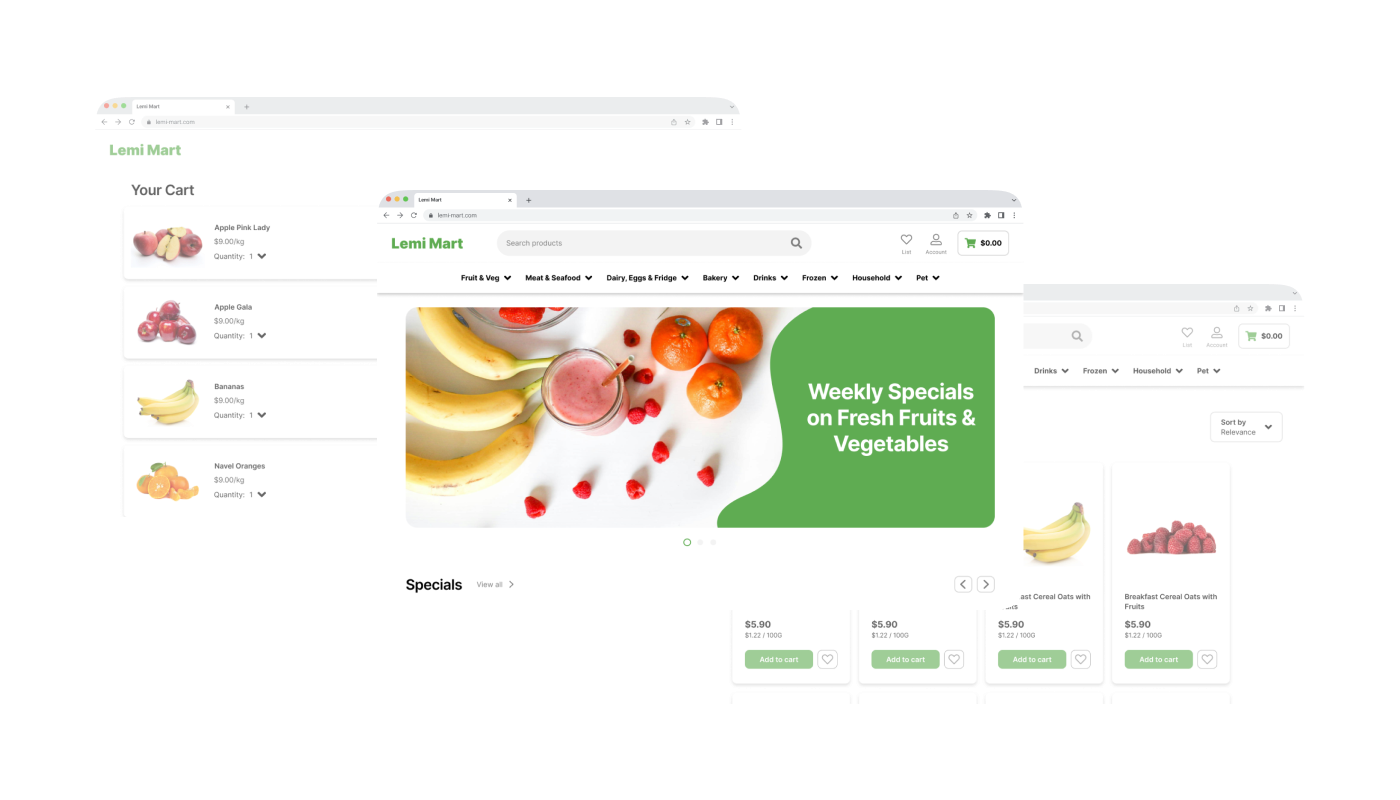 Lemi Mart
lemi-mart.com
Lemi Mart
Your Cart
Apple Pink Lady
$9.00/kg
Quantity: 1
Apple Gala
$9.00/kg
Quantity: 1
Bananas
$9.00/kg
Quantity: 1
Navel Oranges
$9.00/kg
Quantity: 1
Lemi Mart
lemi-mart.com
Lemi Mart
Search products
List
Account
$0.00
Fruit & Veg
Meat & Seafood
Dairy, Eggs & Fridge
Bakery
Drinks
Frozen
Household
Pet
Weekly Specials
on Fresh Fruits &
Vegetables
Specials
View all
List
Account
$0.00
Drinks
Frozen
Household
Pet
Sort by
Relevance
Cereal Oats with
Breakfast Cereal Oats with
Fruits
$5.90
$1.22 / 100G
Add to cart
$5.90
$1.22 / 100G
Add to cart
$5.90
$1.22 / 100G
Add to cart
$5.90
$1.22 / 100G
Add to cart